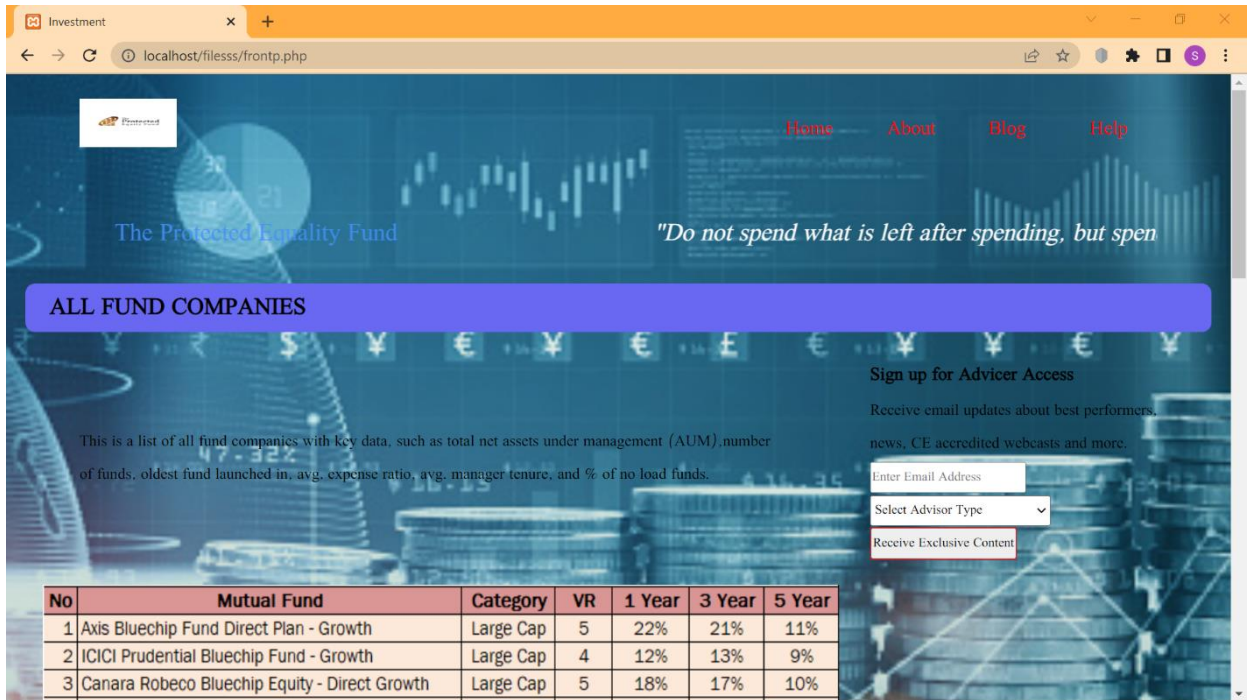 Investment
localhost/filesss/frontp.php
S
Protected
Home About Blog Help
The Protected Equality Fund
"Do not spend what is left after spending, but spen
ALL FUND COMPANIES
Sign up for Advicer Access
Receive email updates about best performers,
news, CE accredited webcasts and more.
This is a list of all fund companies with key data, such as total net assets under management (AUM),number
of funds, oldest fund launched in, avg. expense ratio, avg. manager tenure, and % of no load funds.
Enter Email Address
Select Advisor Type
Receive Exclusive Content
No Mutual Fund Category VR 1 Year 3 Year 5 Year
1 Axis Bluechip Fund Direct Plan - Growth Large Cap 5 22% 21% 11%
2 ICICI Prudential Bluechip Fund - Growth Large Cap 4 12% 13% 9%
3 Canara Robeco Bluechip Equity - Direct Growth Large Cap 5 18% 17% 10%